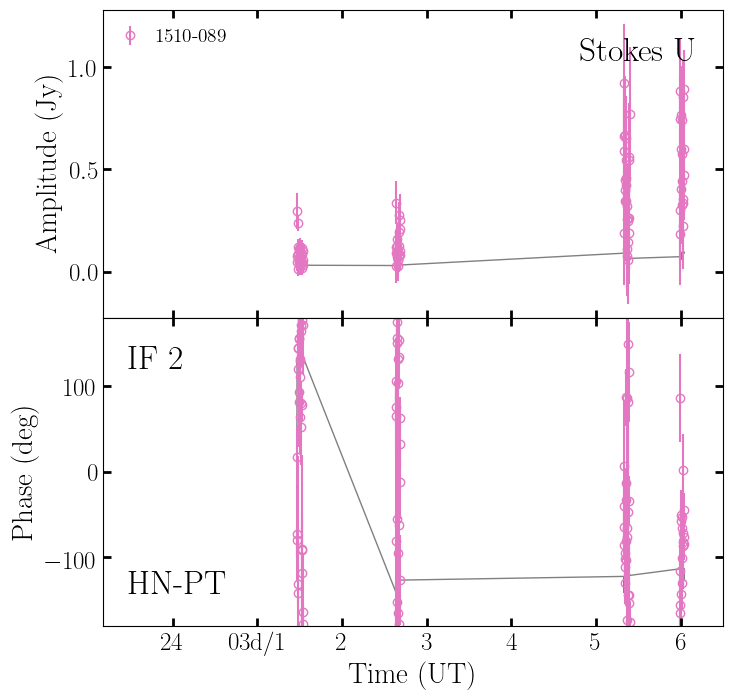 1510-089
Stokes U
Amplitude (Jy)
1.0
0.5
0.0
IF 2
Phase (deg)
100
0
−100
HN-PT
24 03d/1 2 3 4 5 6
Time (UT)